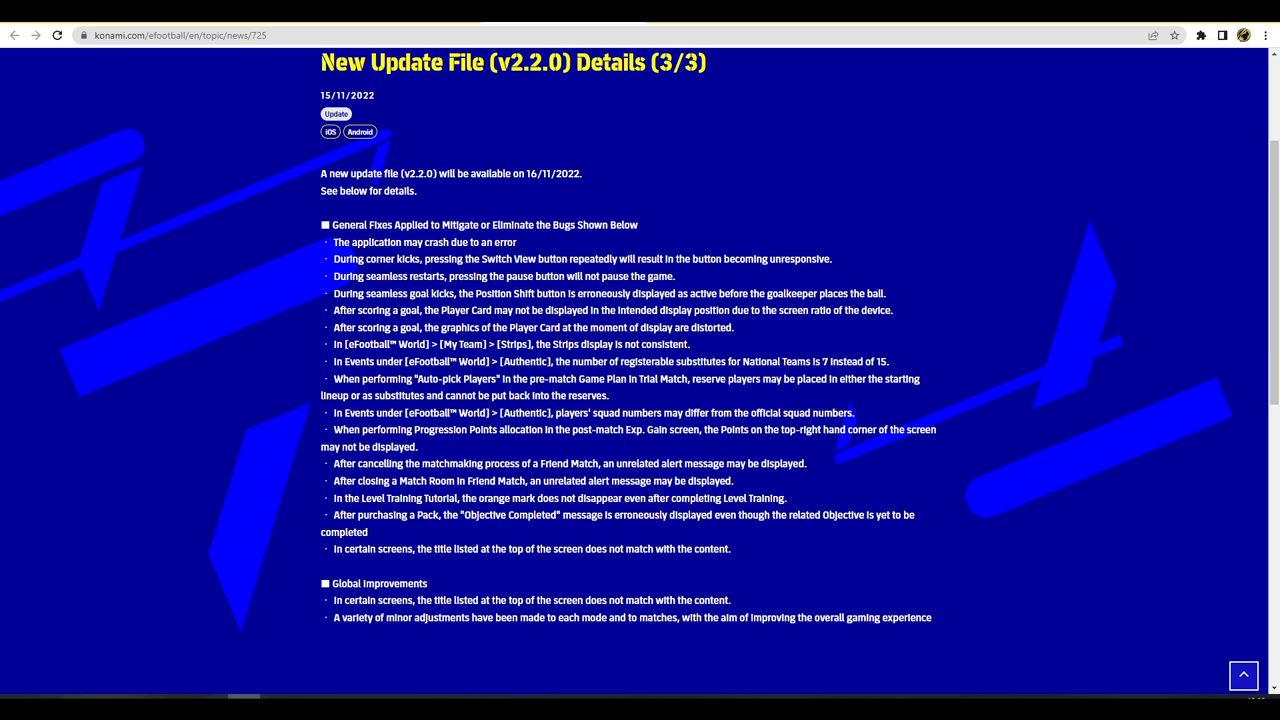 konami.com/efootball/en/topic/news/725
New Update File (v2.2.0) Details (3/3)
15/11/2022
Update
iOS Android
A new update file (v2.2.0) will be available on 16/11/2022.
See below for details.
■ General Fixes Applied to Mitigate or Eliminate the Bugs Shown Below
・ The application may crash due to an error
・ During corner kicks, pressing the Switch View button repeatedly will result in the button becoming unresponsive.
・ During seamless restarts, pressing the pause button will not pause the game.
・ During seamless goal kicks, the Position Shift button is erroneously displayed as active before the goalkeeper places the ball.
・ After scoring a goal, the Player Card may not be displayed in the intended display position due to the screen ratio of the device.
・ After scoring a goal, the graphics of the Player Card at the moment of display are distorted.
・ In [eFootball™ World] > [My Team] > [Strips], the Strips display is not consistent.
・ In Events under [eFootball™ World] > [Authentic], the number of registerable substitutes for National Teams is 7 instead of 15.
・ When performing "Auto-pick Players" in the pre-match Game Plan in Trial Match, reserve players may be placed in either the starting
lineup or as substitutes and cannot be put back into the reserves.
・ In Events under [eFootball™ World] > [Authentic], players' squad numbers may differ from the official squad numbers.
・ When performing Progression Points allocation in the post-match Exp. Gain screen, the Points on the top-right hand corner of the screen
may not be displayed.
・ After cancelling the matchmaking process of a Friend Match, an unrelated alert message may be displayed.
・ After closing a Match Room in Friend Match, an unrelated alert message may be displayed.
・ In the Level Training Tutorial, the orange mark does not disappear even after completing Level Training.
・ After purchasing a Pack, the "Objective Completed" message is erroneously displayed even though the related Objective is yet to be
completed
・ In certain screens, the title listed at the top of the screen does not match with the content.
■ Global Improvements
・ In certain screens, the title listed at the top of the screen does not match with the content.
・ A variety of minor adjustments have been made to each mode and to matches, with the aim of improving the overall gaming experience